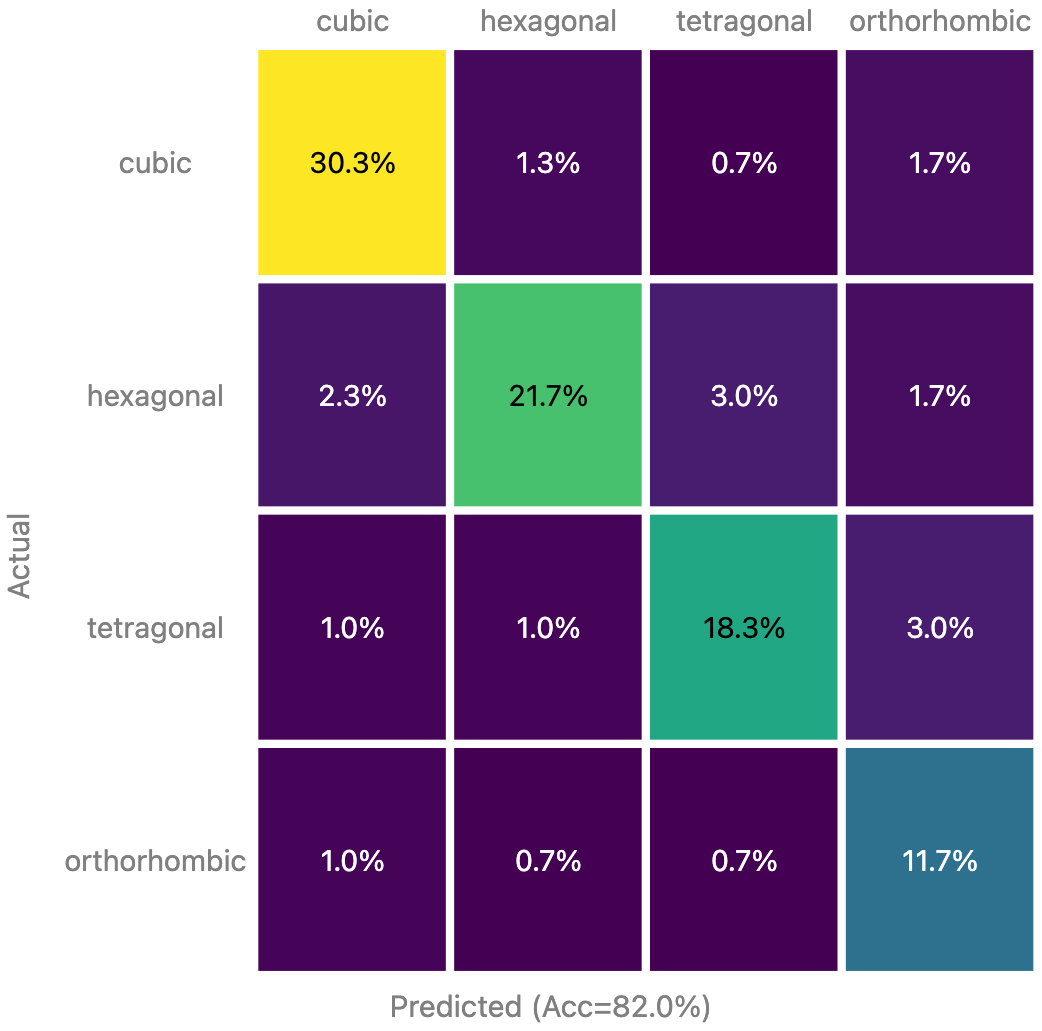 cubic hexagonal tetragonal orthorhombic
cubic 30.3% 1.3% 0.7% 1.7%
hexagonal 2.3% 21.7% 3.0% 1.7%
Actual
tetragonal 1.0% 1.0% 18.3% 3.0%
orthorhombic 1.0% 0.7% 0.7% 11.7%
Predicted (Acc=82.0%)